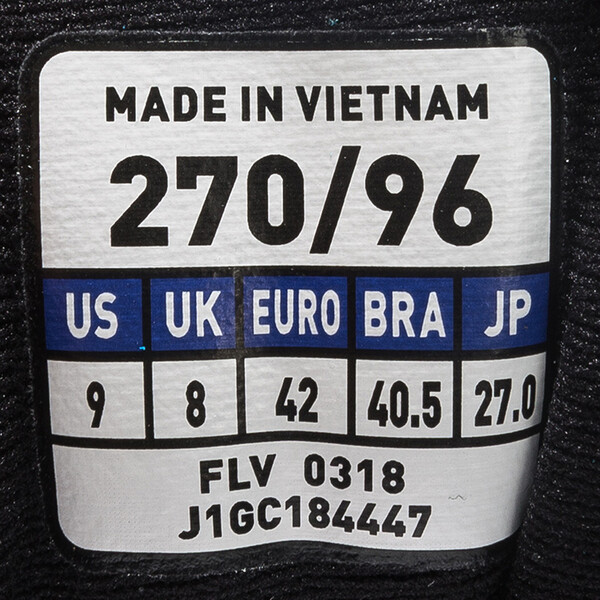 MADE IN VIETNAM
270/96
US UK EURO BRA JP
9 8 42 40.5 27.0
FLV 0318
J1GC184447